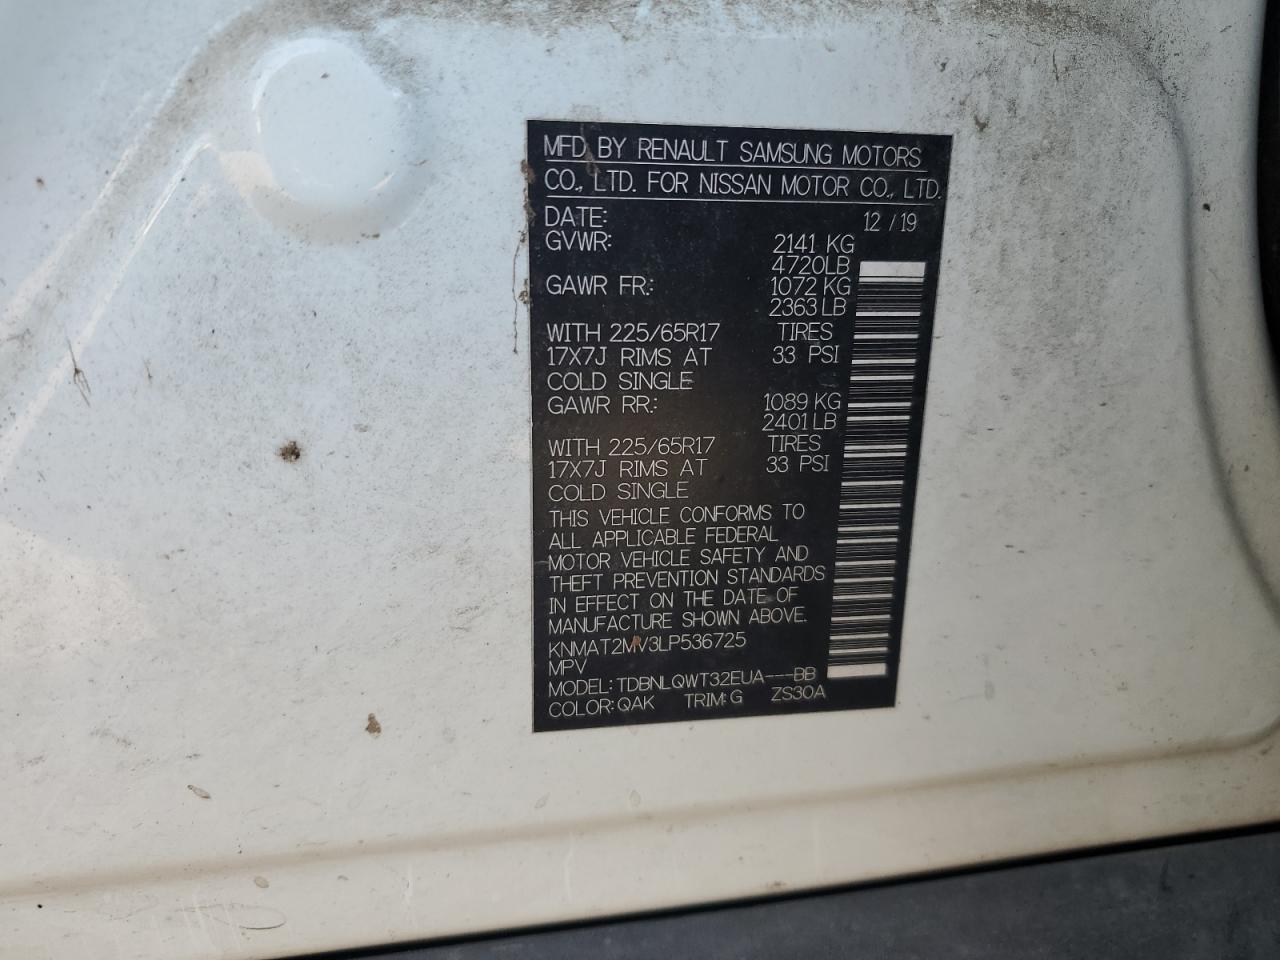 MFD BY RENAULT SAMSUNG MOTORS
CO., LTD. FOR NISSAN MOTOR CO., LTD.
DATE: 12 / 19
GVWR: 2141 KG
4720LB
GAWR FR.: 1072 KG
2363 LB
WITH 225/65R17 TIRES
17X7J RIMS AT 33 PSI
COLD SINGLE
GAWR RR.: 1089 KG
2401 LB
WITH 225/65R17 TIRES
17X7J RIMS AT 33 PSI
COLD SINGLE
THIS VEHICLE CONFORMS TO
ALL APPLICABLE FEDERAL
MOTOR VEHICLE SAFETY AND
THEFT PREVENTION STANDARDS
IN EFFECT ON THE DATE OF
MANUFACTURE SHOWN ABOVE.
KNMAT2MV3LP536725
MPV
MODEL: TDBNLQWT32EUA---BB
COLOR: QAK TRIM: G ZS30A